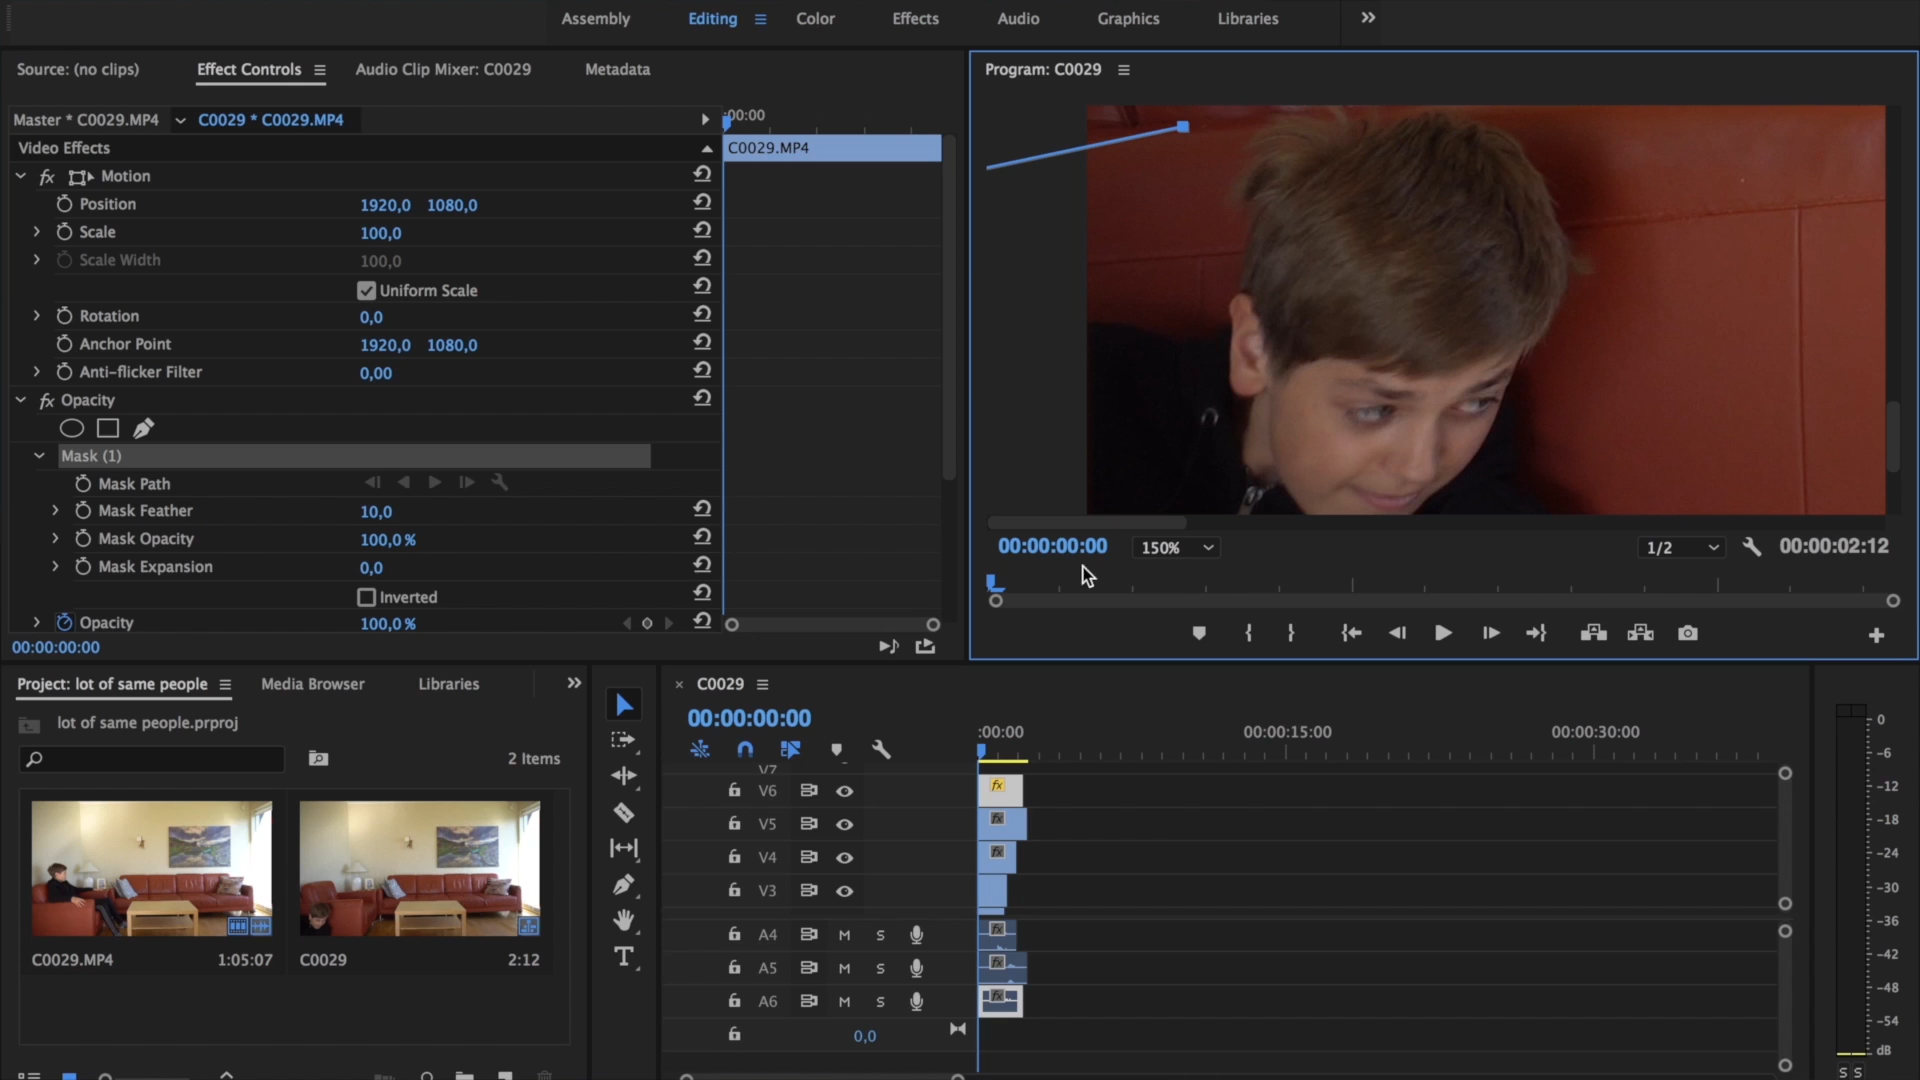 Assembly Editing Color Effects Audio Graphics Libraries
Source: (no clips) Effect Controls Audio Clip Mixer: C0029 Metadata
Master * C0029.MP4 C0029 * C0029.MP4
:00:00
Video Effects
C0029.MP4
fx Motion
Position 1920,0 1080,0
Scale 100,0
Scale Width 100,0
Uniform Scale
Rotation 0,0
Anchor Point 1920,0 1080,0
Anti-flicker Filter 0,00
fx Opacity
Mask (1)
Mask Path
Mask Feather 10,0
Mask Opacity 100,0 %
Mask Expansion 0,0
Inverted
Opacity 100,0 %
00:00:00:00
Program: C0029
00:00:00:00 150% 1/2 00:00:02:12
Project: lot of same people Media Browser Libraries
lot of same people.prproj
2 Items
C0029.MP4 1:05:07
C0029 2:12
T
× C0029
00:00:00:00
:00:00 00:00:15:00 00:00:30:00
V7
V6 fx
V5 fx
V4 fx
V3
A4 M S fx
A5 M S fx
A6 M S fx
0,0
0
-6
-12
-18
-24
-30
-36
-42
-48
-54
dB
S S